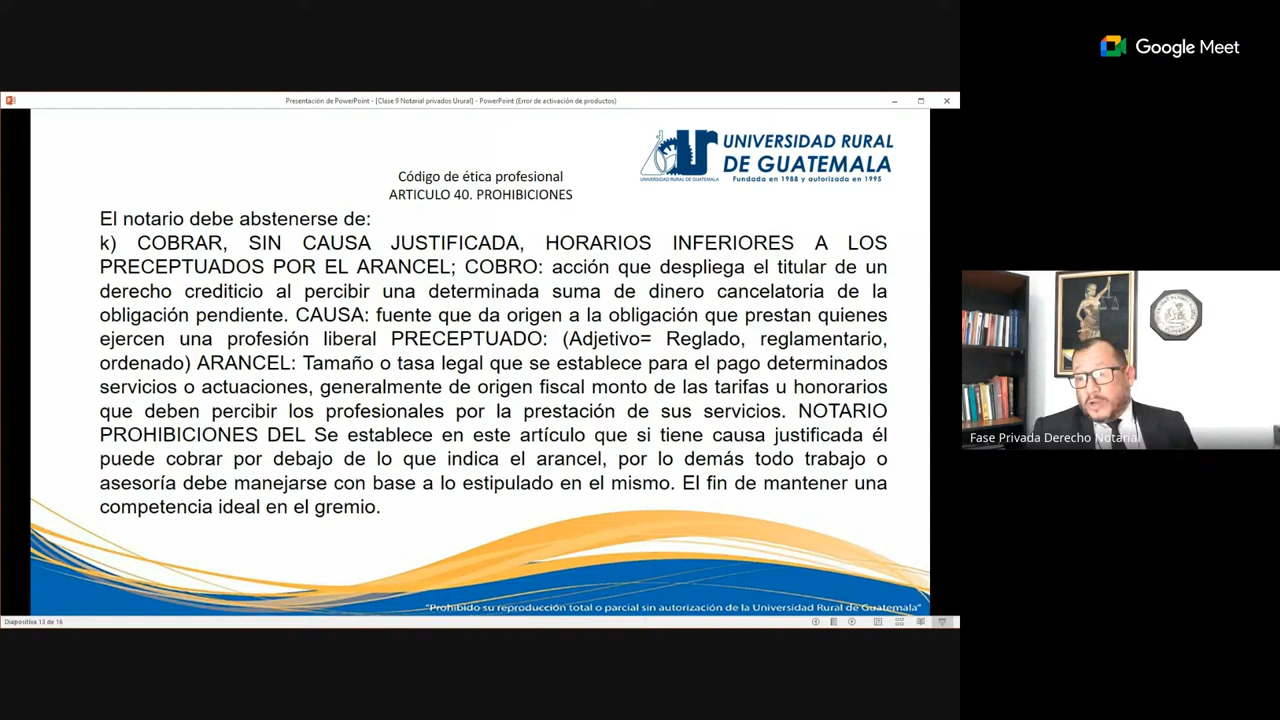 Google Meet
Presentación de PowerPoint - [Clase 9 Notarial privados Urural] - PowerPoint (Error de activación de productos)
UNIVERSIDAD RURAL
DE GUATEMALA
Fundada en 1988 y autorizada en 1995
UNIVERSIDAD RURAL DE GUATEMALA
Código de ética profesional
ARTICULO 40. PROHIBICIONES
El notario debe abstenerse de:
k) COBRAR, SIN CAUSA JUSTIFICADA, HORARIOS INFERIORES A LOS
PRECEPTUADOS POR EL ARANCEL; COBRO: acción que despliega el titular de un
derecho crediticio al percibir una determinada suma de dinero cancelatoria de la
obligación pendiente. CAUSA: fuente que da origen a la obligación que prestan quienes
ejercen una profesión liberal PRECEPTUADO: (Adjetivo= Reglado, reglamentario,
ordenado) ARANCEL: Tamaño o tasa legal que se establece para el pago determinados
servicios o actuaciones, generalmente de origen fiscal monto de las tarifas u honorarios
que deben percibir los profesionales por la prestación de sus servicios. NOTARIO
PROHIBICIONES DEL Se establece en este artículo que si tiene causa justificada él
puede cobrar por debajo de lo que indica el arancel, por lo demás todo trabajo o
asesoría debe manejarse con base a lo estipulado en el mismo. El fin de mantener una
competencia ideal en el gremio.
"Prohibido su reproducción total o parcial sin autorización de la Universidad Rural de Guatemala"
Diapositiva 13 de 16
Fase Privada Derecho Notarial